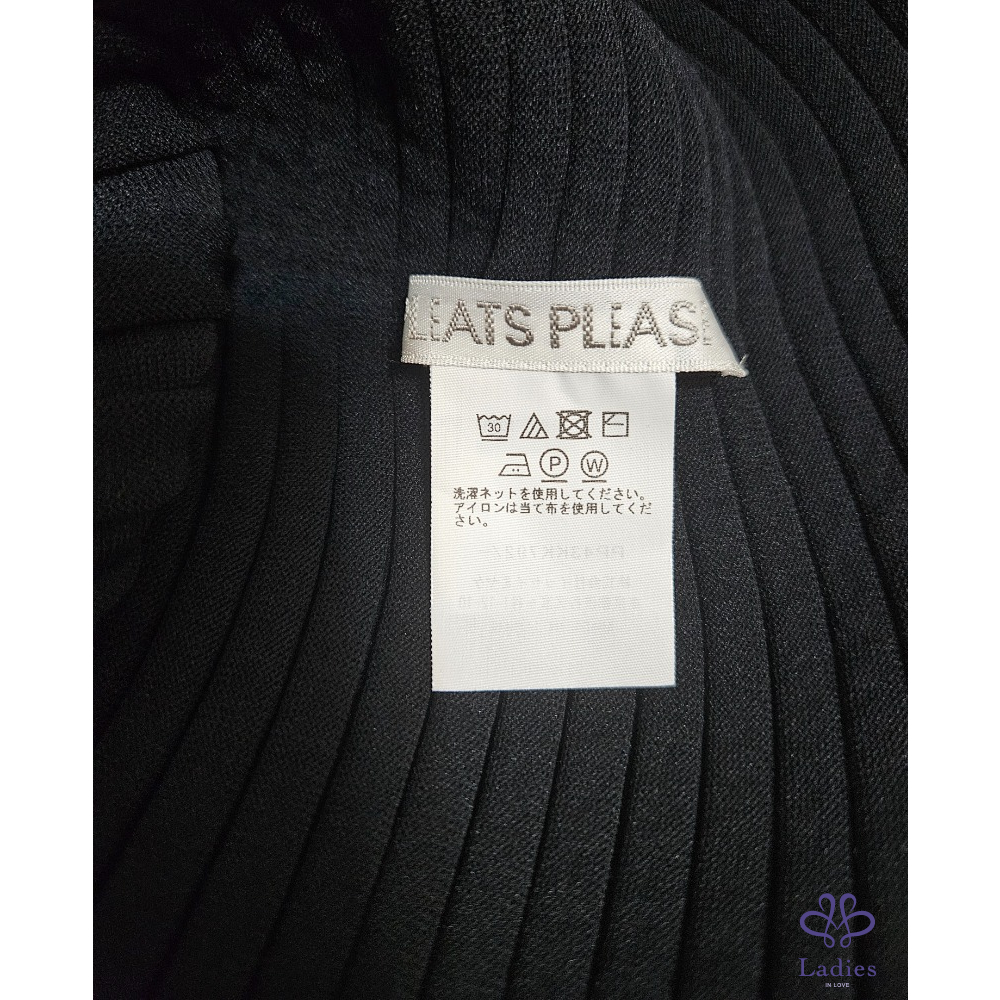 LEATS PLEAS
30
P W
洗濯ネットを使用してください。
アイロンは当て布を使用してくだ
さい。
Ladies
IN LOVE